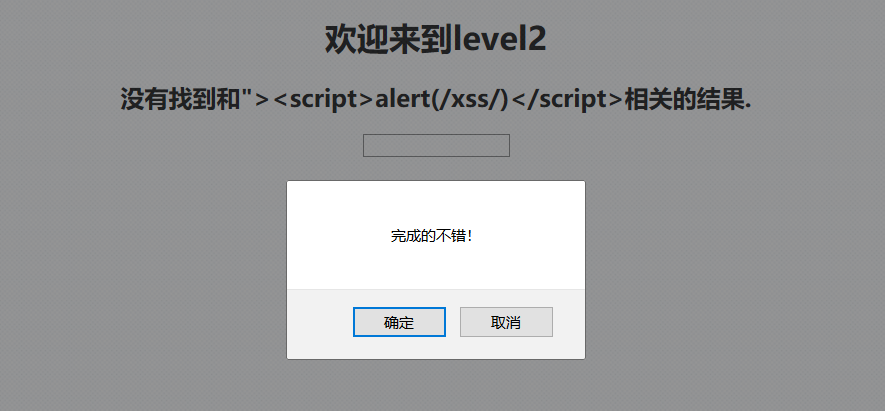 欢迎来到level2
没有找到和"><script>alert(/xss/)</script>相关的结果.
完成的不错！
确定
取消